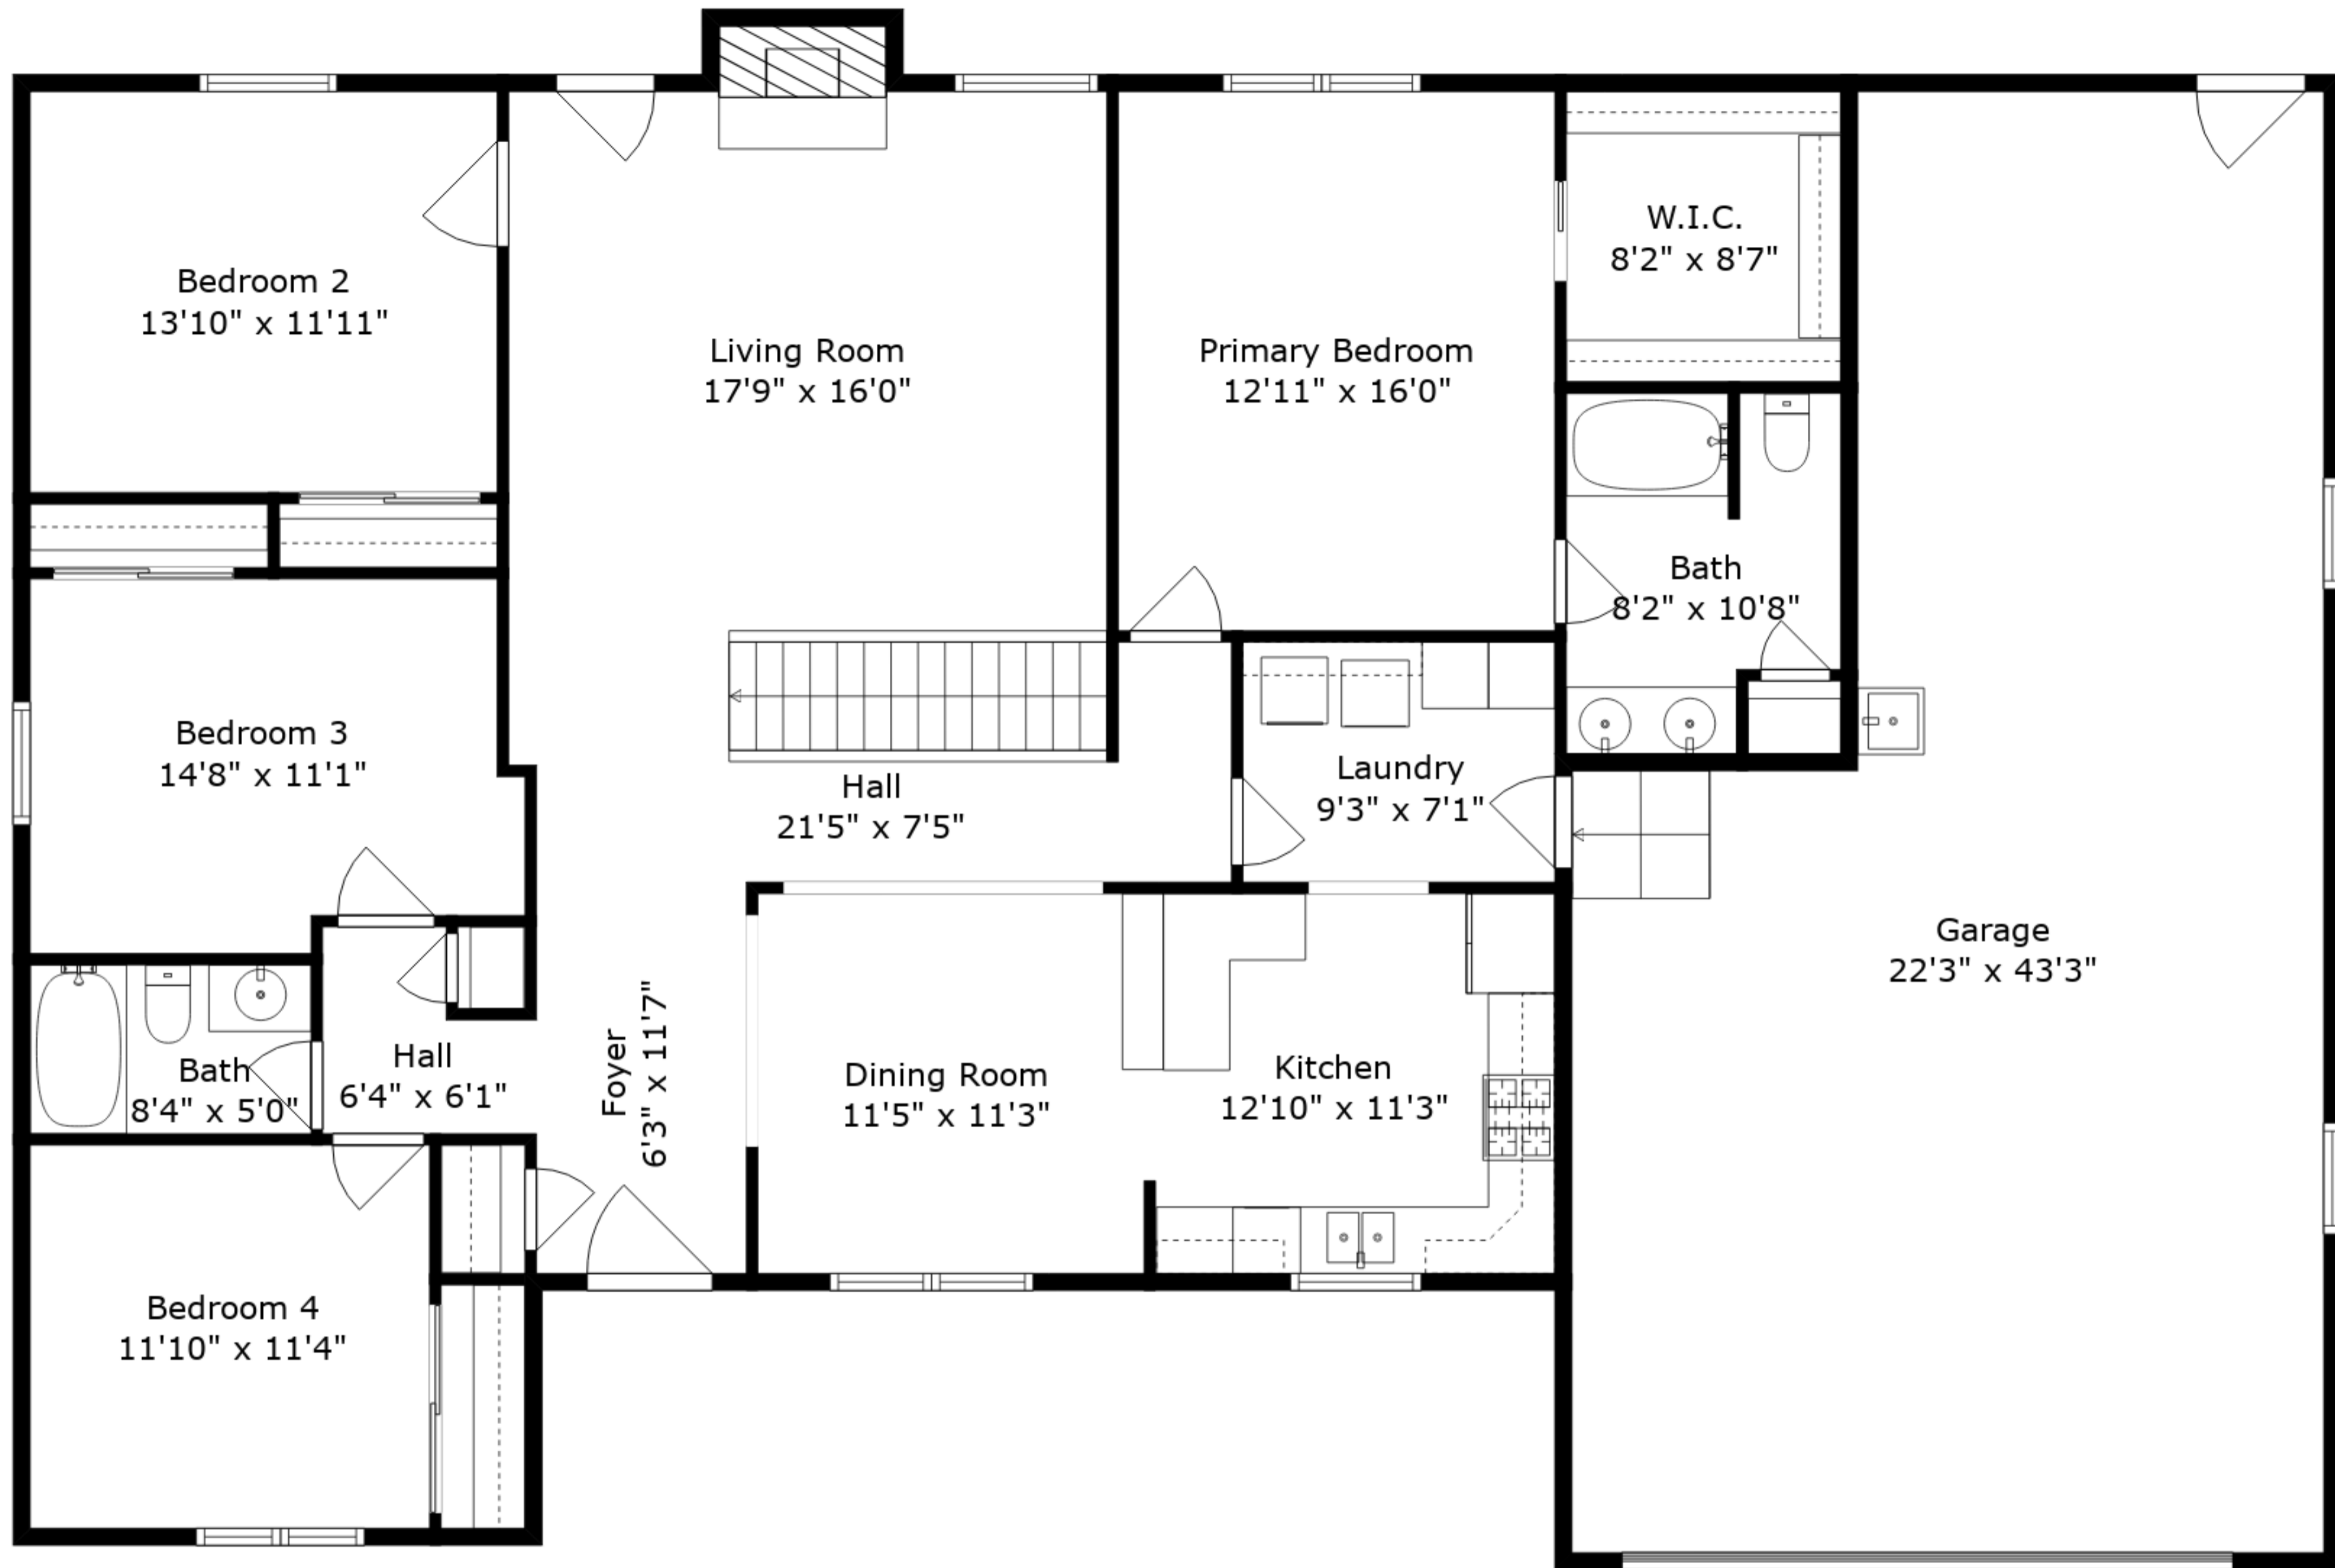 Bedroom 2
13'10" x 11'11"
Living Room
17'9" x 16'0"
Primary Bedroom
12'11" x 16'0"
W.I.C.
8'2" x 8'7"
Bath
8'2" x 10'8"
Bedroom 3
14'8" x 11'1"
Hall
21'5" x 7'5"
Laundry
9'3" x 7'1"
Garage
22'3" x 43'3"
Bath
8'4" x 5'0"
Hall
6'4" x 6'1"
Foyer
6'3" x 11'7"
Dining Room
11'5" x 11'3"
Kitchen
12'10" x 11'3"
Bedroom 4
11'10" x 11'4"